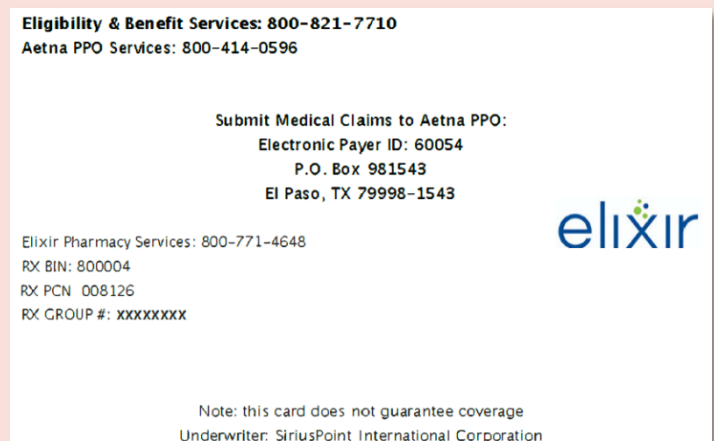 Eligibility & Benefit Services: 800-821-7710
Aetna PPO Services: 800-414-0596
Submit Medical Claims to Aetna PPO:
Electronic Payer ID: 60054
P.O. Box 981543
El Paso, TX 79998-1543
elixir
Elixir Pharmacy Services: 800-771-4648
RX BIN: 800004
RX PCN 008126
RX GROUP #: XXXXXXXX
Note: this card does not guarantee coverage
Underwriter: SiriusPoint International Corporation